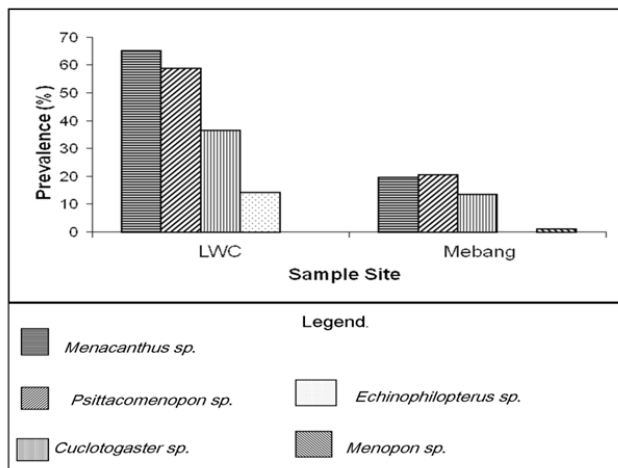 70
60
50
40
30
20
10
0
Prevalence (%)
LWC
Mebang
Sample Site
Legend.
Menacanthus sp.
Psittacomenopon sp.
Echinophilopterus sp.
Cuclotogaster sp.
Menopon sp.